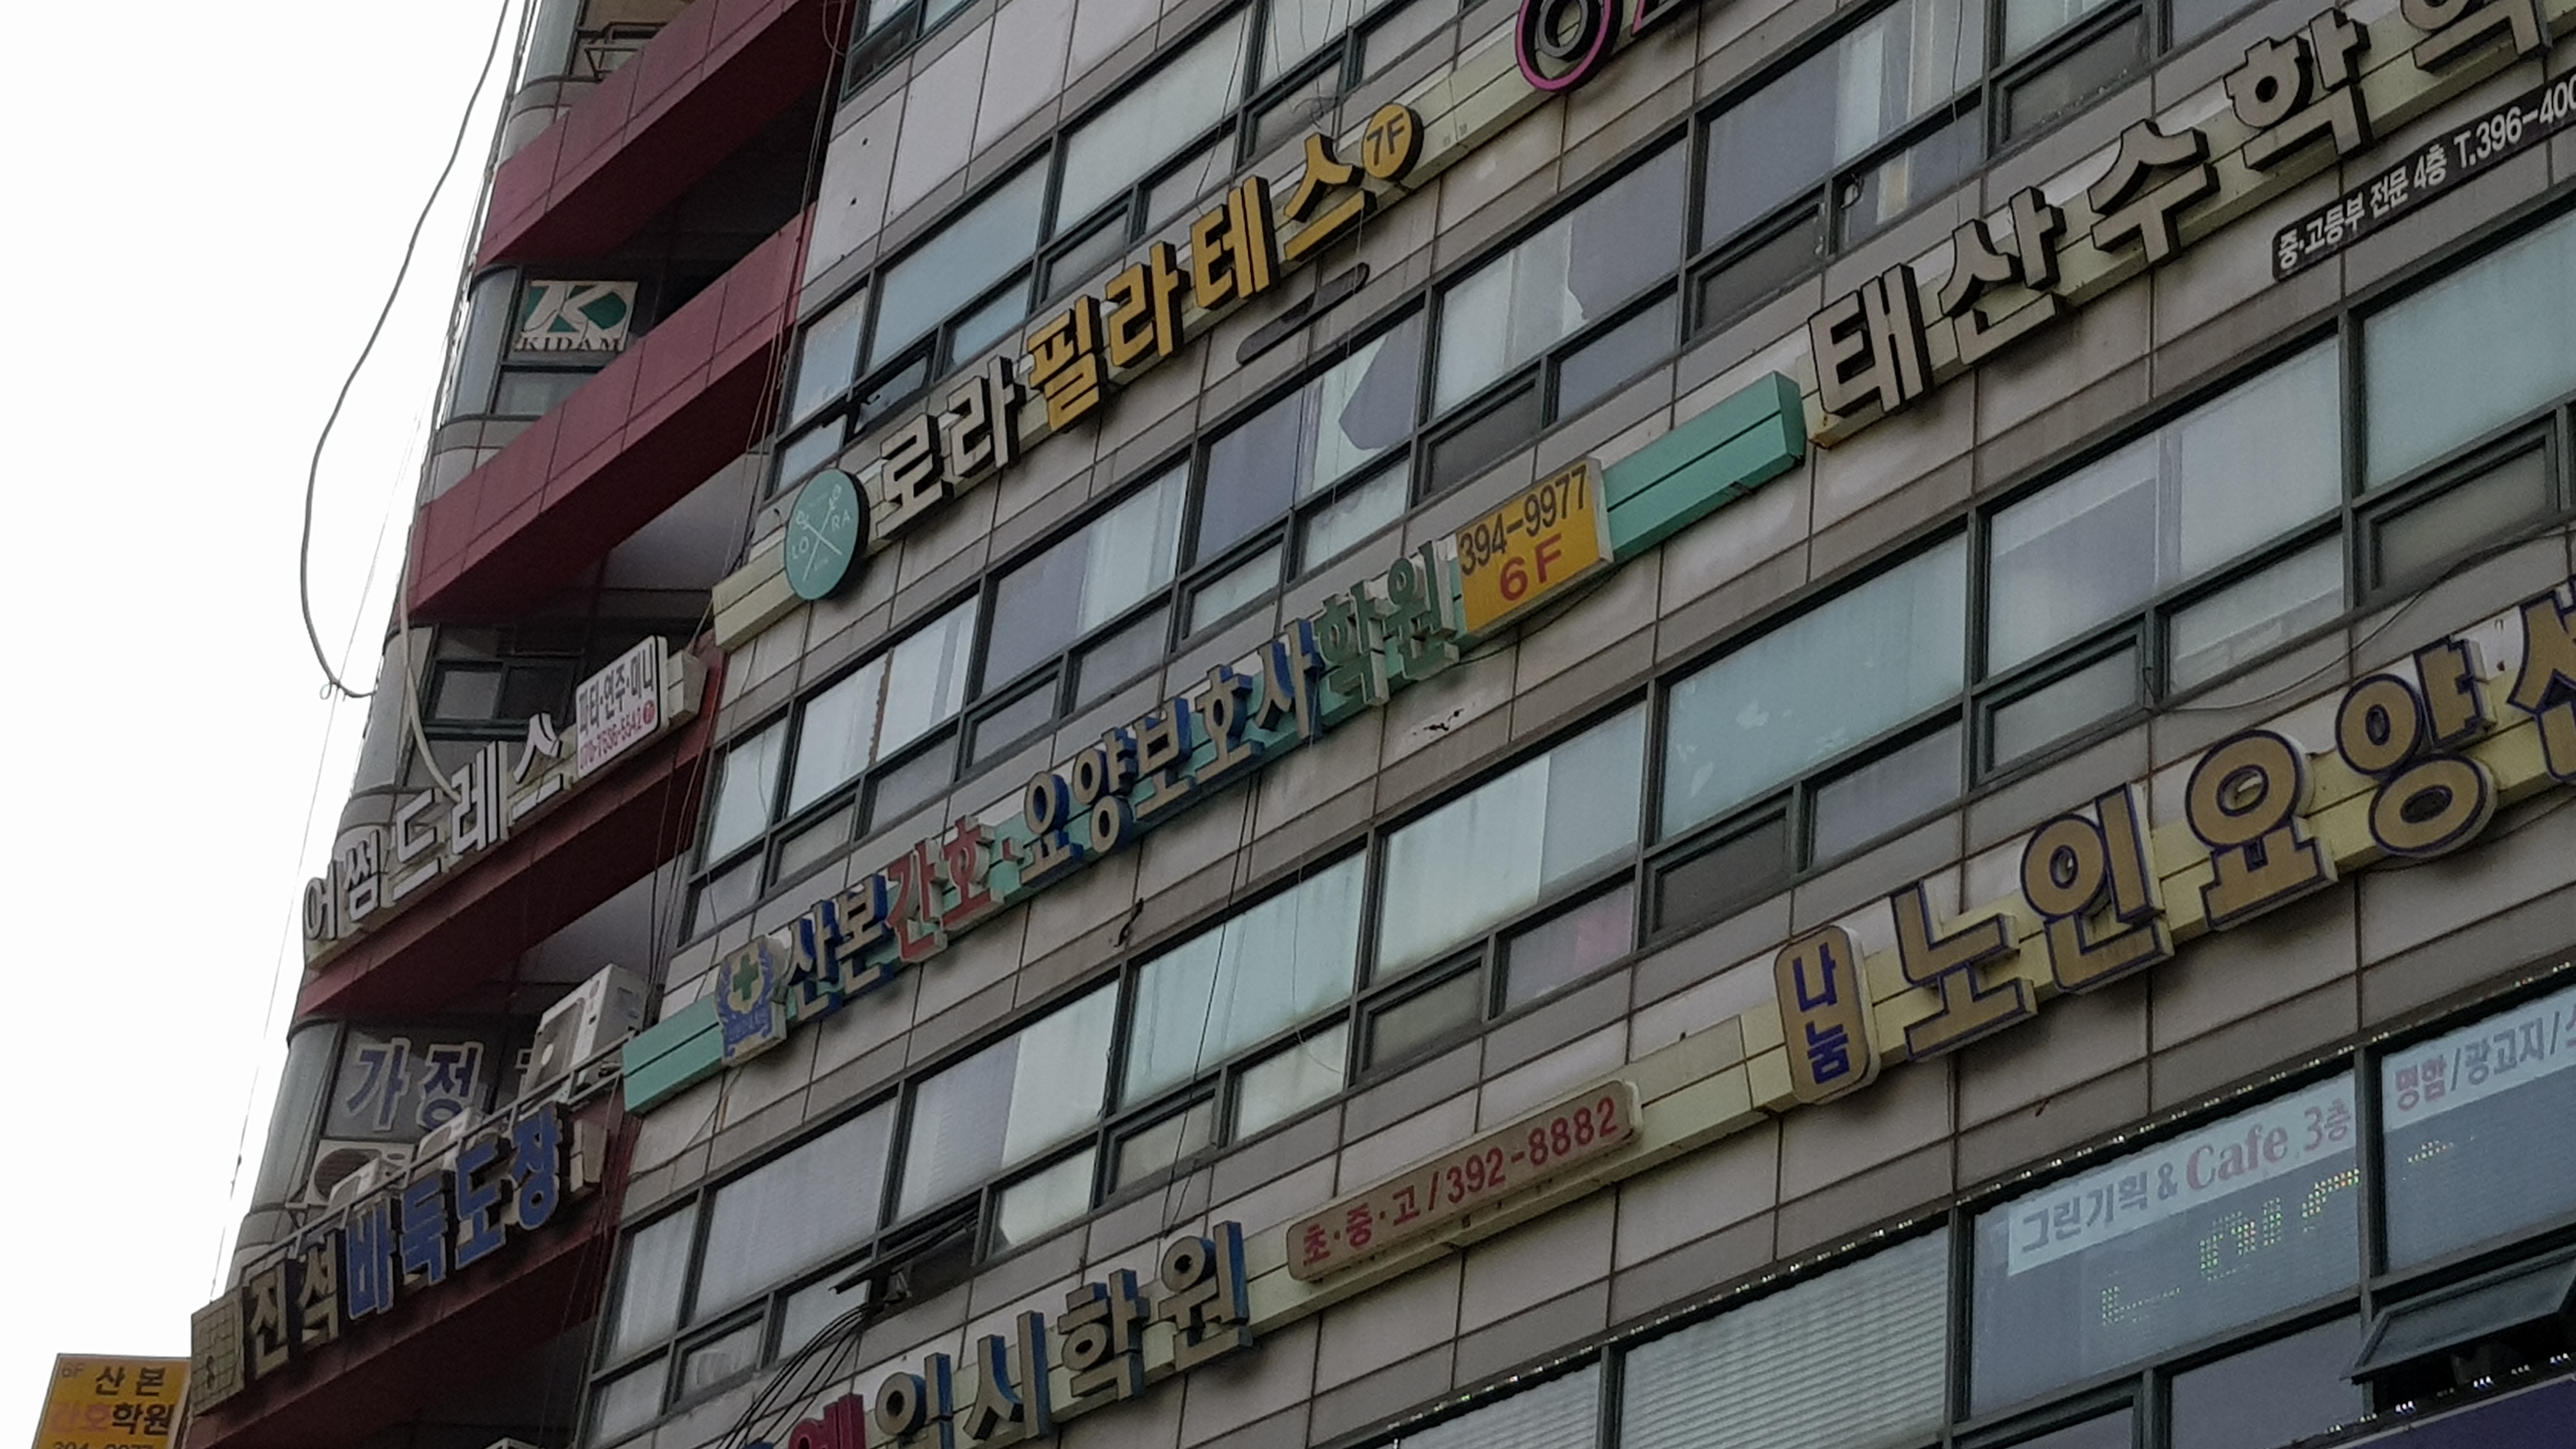 KIDAM
로라필라테스 7F
LO RA
태산수학학
중·고등부 전문 4층 T.396-400
어썸드레스
파티·연주·미니
산본간호·요양보호사학원
394-9977
6F
나눔 노인요양
가정
진석바둑도장
초·중·고/392-8882
입시학원
그린기획 & Cafe 3층
명함/광고지/
6F 산본
간호학원
394-9977